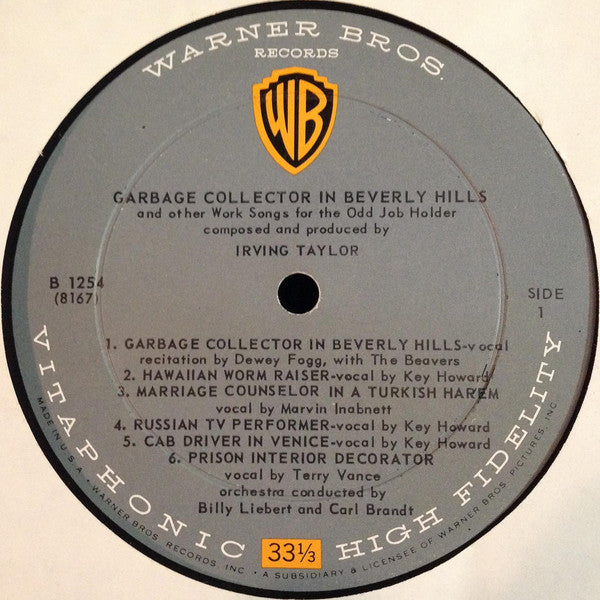 WARNER BROS.
RECORDS
WB
GARBAGE COLLECTOR IN BEVERLY HILLS
and other Work Songs for the Odd Job Holder
composed and produced by
IRVING TAYLOR
B 1254
(8167)
SIDE
1
1. GARBAGE COLLECTOR IN BEVERLY HILLS-vocal
recitation by Dewey Fogg, with The Beavers
2. HAWAIIAN WORM RAISER-vocal by Key Howard
3. MARRIAGE COUNSELOR IN A TURKISH HAREM
vocal by Marvin Inabnett
4. RUSSIAN TV PERFORMER-vocal by Key Howard
5. CAB DRIVER IN VENICE-vocal by Key Howard
6. PRISON INTERIOR DECORATOR
vocal by Terry Vance
orchestra conducted by
Billy Liebert and Carl Brandt
VITAPHONIC HIGH FIDELITY
33⅓
MADE IN U.S.A. • WARNER BROS. RECORDS, INC. • A SUBSIDIARY & LICENSEE OF WARNER BROS. PICTURES, INC.